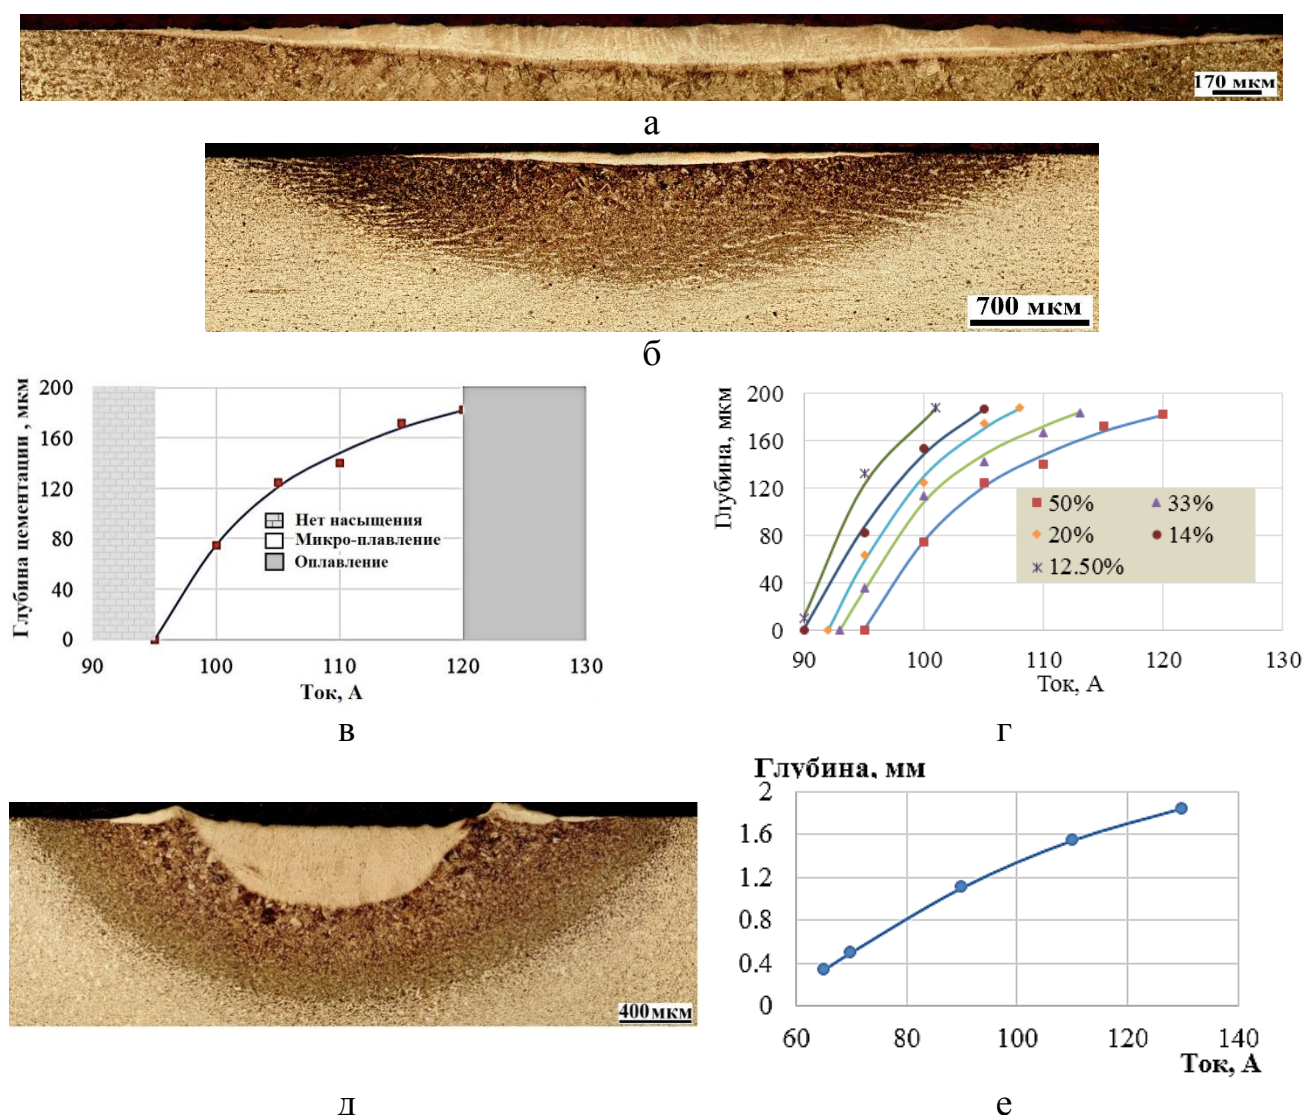 170 мкм
а
700 мкм
б
Глубина цементации , мкм
200
160
120
80
40
0
90
100
110
120
130
Нет насыщения
Микро-плавление
Оплавление
Ток, А
в
Глубина, мкм
200
160
120
80
40
0
90
100
110
120
130
50%
33%
20%
14%
12.50%
Ток, А
г
400мкм
д
Глубина, мм
2
1.6
1.2
0.8
0.4
0
60
80
100
120
140
Ток, А
е